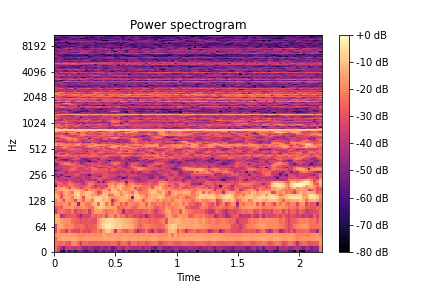 Power spectrogram
8192
4096
2048
1024
512
256
128
64
0
Hz
0
0.5
1
1.5
2
Time
+0 dB
-10 dB
-20 dB
-30 dB
-40 dB
-50 dB
-60 dB
-70 dB
-80 dB